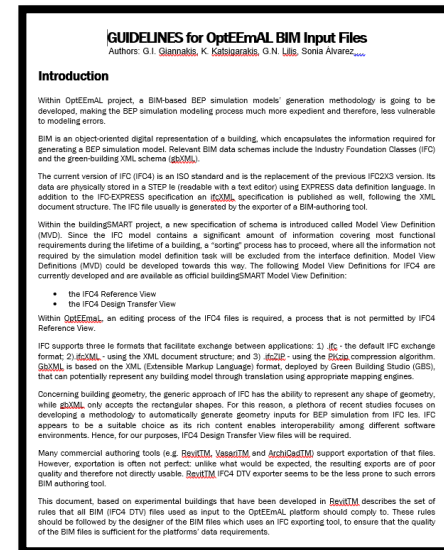 GUIDELINES for OptEEmAL BIM Input Files
Authors: G.I. Giannakis, K. Katsigarakis, G.N. Lilis, Sonia Álvarez,...
Introduction
Within OptEEmAL project, a BIM-based BEP simulation models' generation methodology is going to be
developed, making the BEP simulation modeling process much more expedient and therefore, less vulnerable
to modeling errors.
BIM is an object-oriented digital representation of a building, which encapsulates the information required for
generating a BEP simulation model. Relevant BIM data schemas include the Industry Foundation Classes (IFC)
and the green-building XML schema (gbXML).
The current version of IFC (IFC4) is an ISO standard and is the replacement of the previous IFC2X3 version. Its
data are physically stored in a STEP le (readable with a text editor) using EXPRESS data definition language. In
addition to the IFC-EXPRESS specification an ifcXML specification is published as well, following the XML
document structure. The IFC file usually is generated by the exporter of a BIM-authoring tool.
Within the buildingSMART project, a new specification of schema is introduced called Model View Definition
(MVD). Since the IFC model contains a significant amount of information covering most functional
requirements during the lifetime of a building, a "sorting" process has to proceed, where all the information not
required by the simulation model definition task will be excluded from the interface definition. Model View
Definitions (MVD) could be developed towards this way. The following Model View Definitions for IFC4 are
currently developed and are available as official buildingSMART Model View Definition:
• the IFC4 Reference View
• the IFC4 Design Transfer View
Within OptEEmaL, an editing process of the IFC4 files is required, a process that is not permitted by IFC4
Reference View.
IFC supports three le formats that facilitate exchange between applications: 1) .ifc - the default IFC exchange
format; 2).ifcXML - using the XML document structure; and 3) .ifcZIP - using the PKzip compression algorithm.
GbXML is based on the XML (Extensible Markup Language) format, deployed by Green Building Studio (GBS),
that can potentially represent any building model through translation using appropriate mapping engines.
Concerning building geometry, the generic approach of IFC has the ability to represent any shape of geometry,
while gbXML only accepts the rectangular shapes. For this reason, a plethora of recent studies focuses on
developing a methodology to automatically generate geometry inputs for BEP simulation from IFC les. IFC
appears to be a suitable choice as its rich content enables interoperability among different software
environments. Hence, for our purposes, IFC4 Design Transfer View files will be required.
Many commercial authoring tools (e.g. RevitTM, VasariTM and ArchiCadTM) support exportation of that files.
However, exportation is often not perfect: unlike what would be expected, the resulting exports are of poor
quality and therefore not directly usable. RevitTM IFC4 DTV exporter seems to be the less prone to such errors
BIM authoring tool.
This document, based on experimental buildings that have been developed in RevitTM describes the set of
rules that all BIM (IFC4 DTV) files used as input to the OptEEmAL platform should comply to. These rules
should be followed by the designer of the BIM files which uses an IFC exporting tool, to ensure that the quality
of the BIM files is sufficient for the platforms' data requirements.